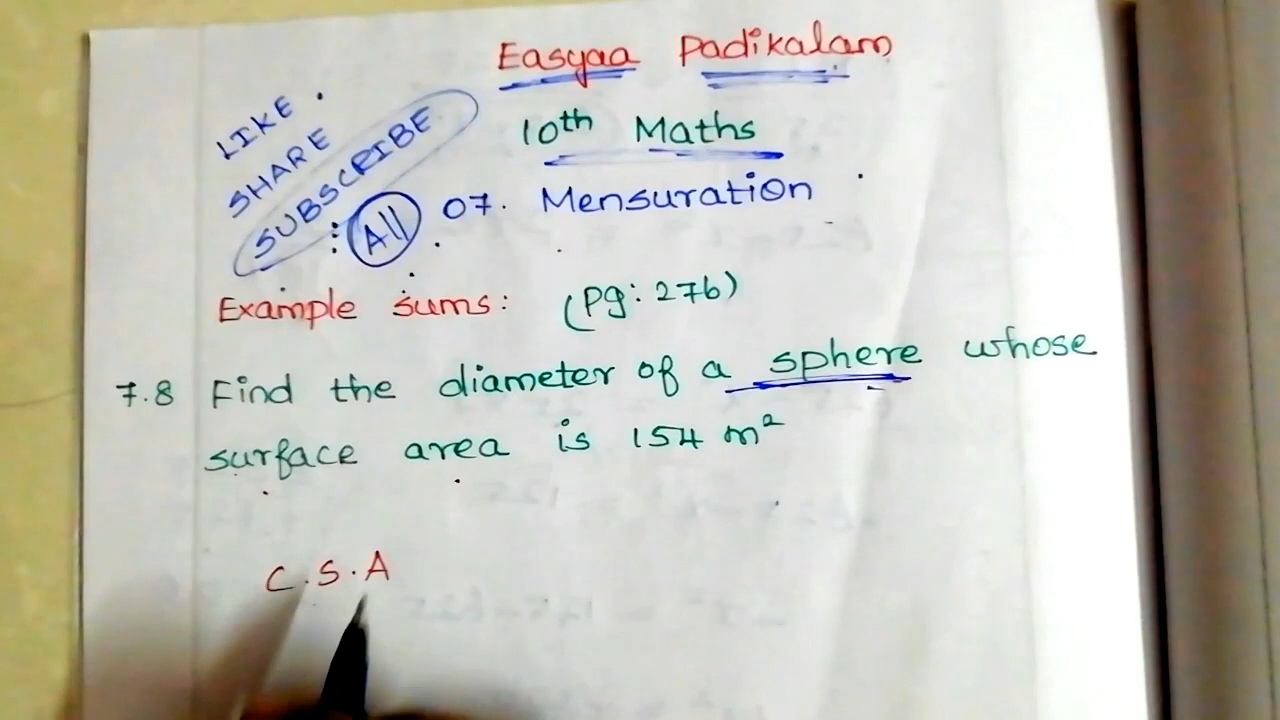 Easyaa Padikalam
10th Maths
07. Mensuration
LIKE
SHARE
SUBSCRIBE
All
Example sums: (Pg: 276)
7.8 Find the diameter of a sphere whose
surface area is 154 m²
C.S.A